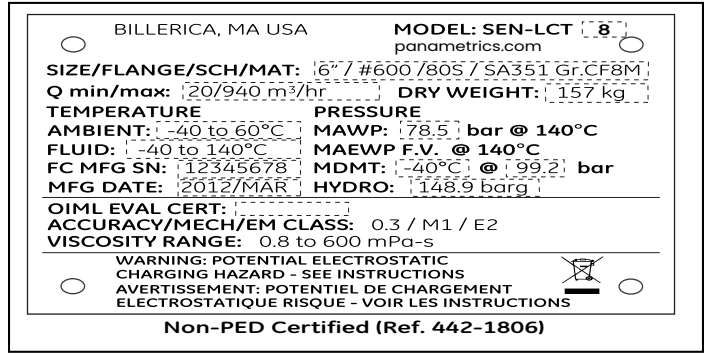 BILLERICA, MA USA MODEL: SEN-LCT 8
panametrics.com
SIZE/FLANGE/SCH/MAT: 6" / #600 /80S / SA351 Gr.CF8M
Q min/max: 20/940 m³/hr DRY WEIGHT: 157 kg
TEMPERATURE PRESSURE
AMBIENT: -40 to 60°C MAWP: 78.5 bar @ 140°C
FLUID: -40 to 140°C MAEWP F.V. @ 140°C
FC MFG SN: 12345678 MDMT: -40°C @ 99.2 bar
MFG DATE: 2012/MAR HYDRO: 148.9 barg
OIML EVAL CERT:
ACCURACY/MECH/EM CLASS: 0.3 / M1 / E2
VISCOSITY RANGE: 0.8 to 600 mPa-s
WARNING: POTENTIAL ELECTROSTATIC
CHARGING HAZARD - SEE INSTRUCTIONS
AVERTISSEMENT: POTENTIEL DE CHARGEMENT
ELECTROSTATIQUE RISQUE - VOIR LES INSTRUCTIONS
Non-PED Certified (Ref. 442-1806)